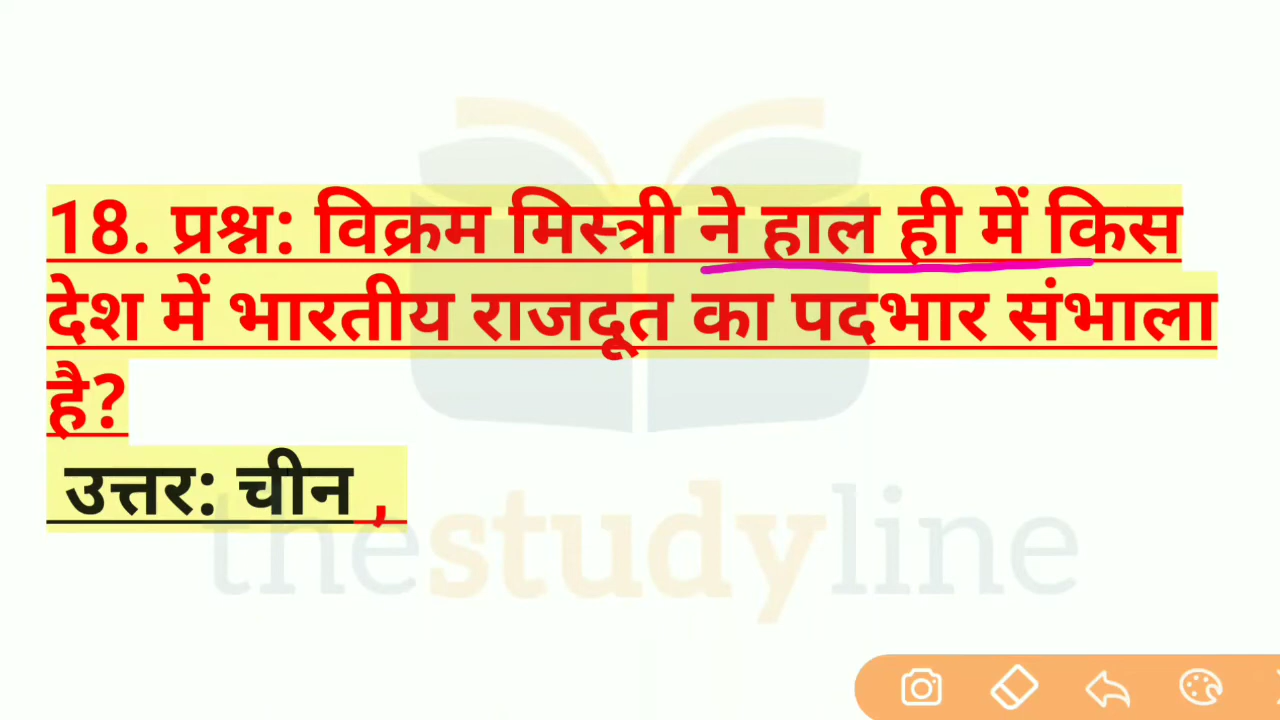 18. प्रश्न: विक्रम मिस्त्री ने हाल ही में किस
देश में भारतीय राजदूत का पदभार संभाला
है?
उत्तर: चीन ,
thestudyline